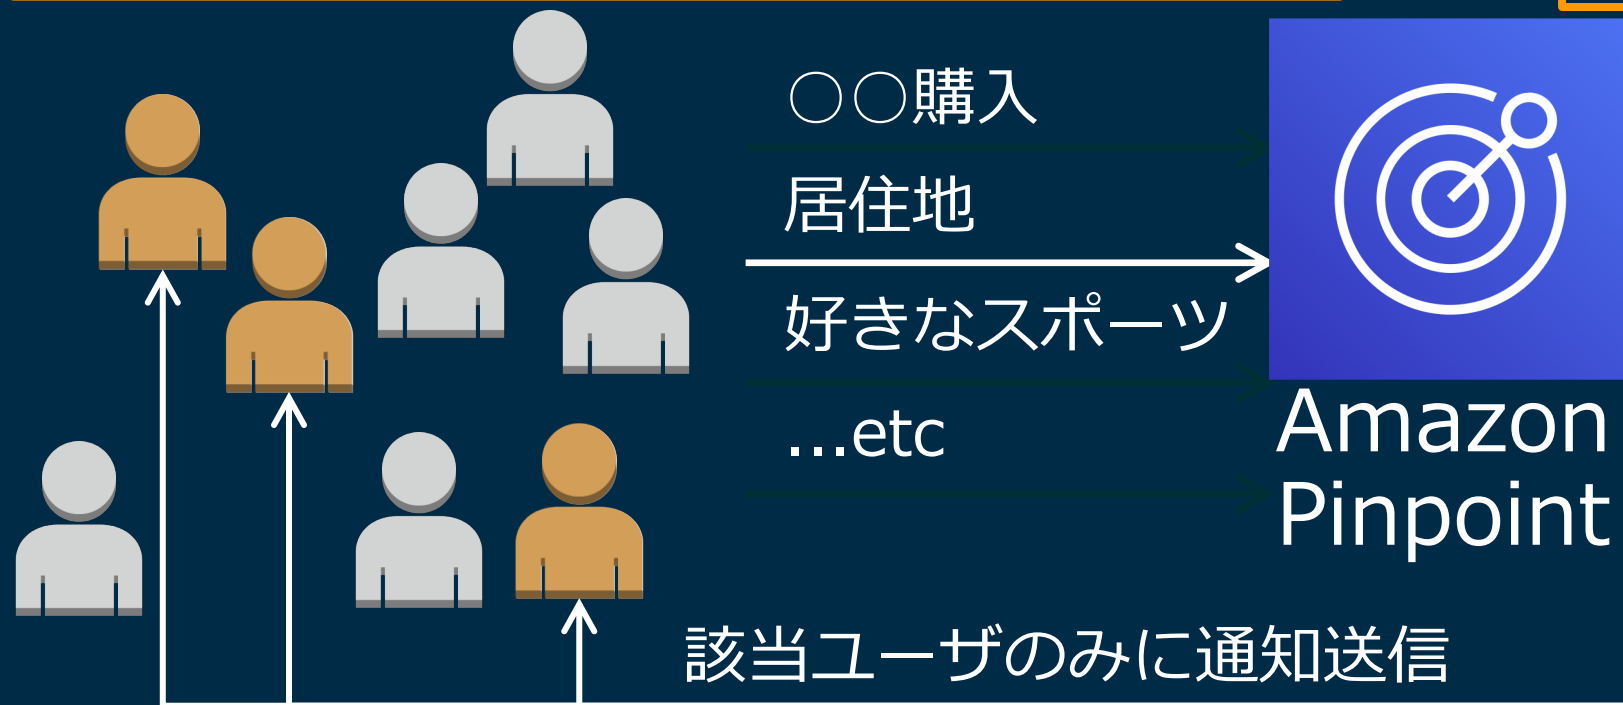 ○○購入
居住地
好きなスポーツ
...etc
Amazon
Pinpoint
該当ユーザのみに通知送信